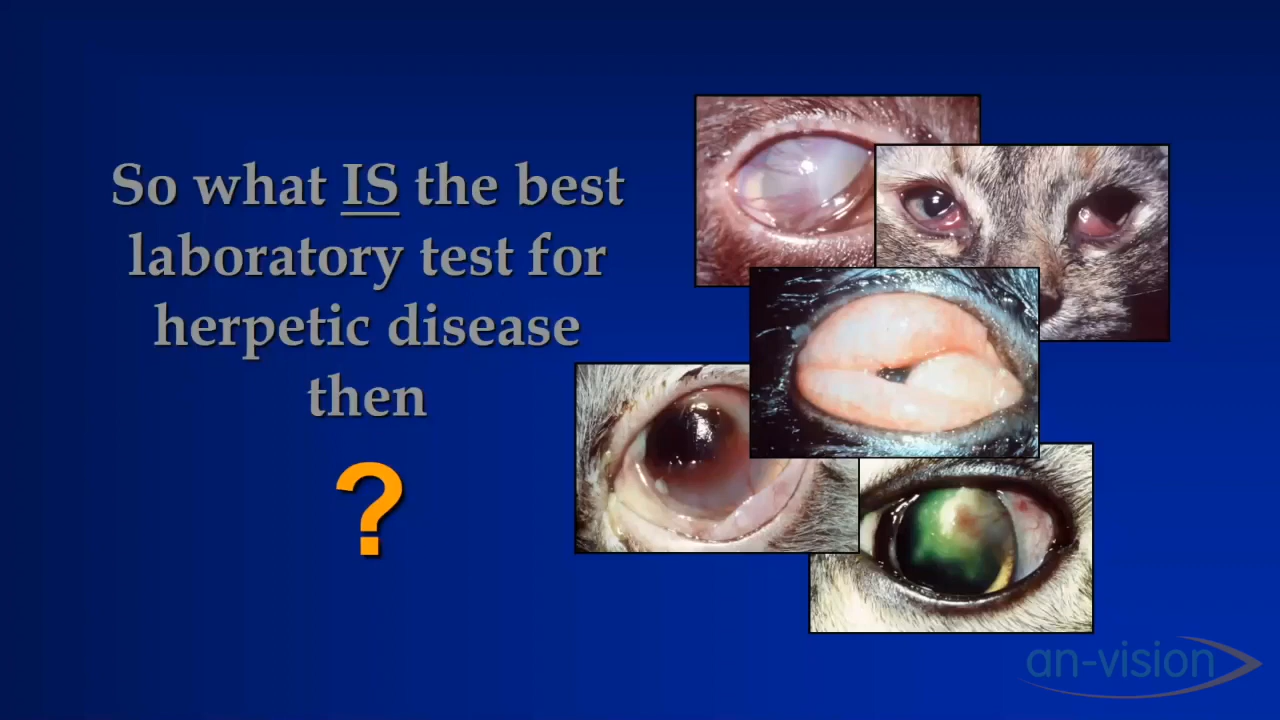 So what IS the best
laboratory test for
herpetic disease
then
?
an-vision